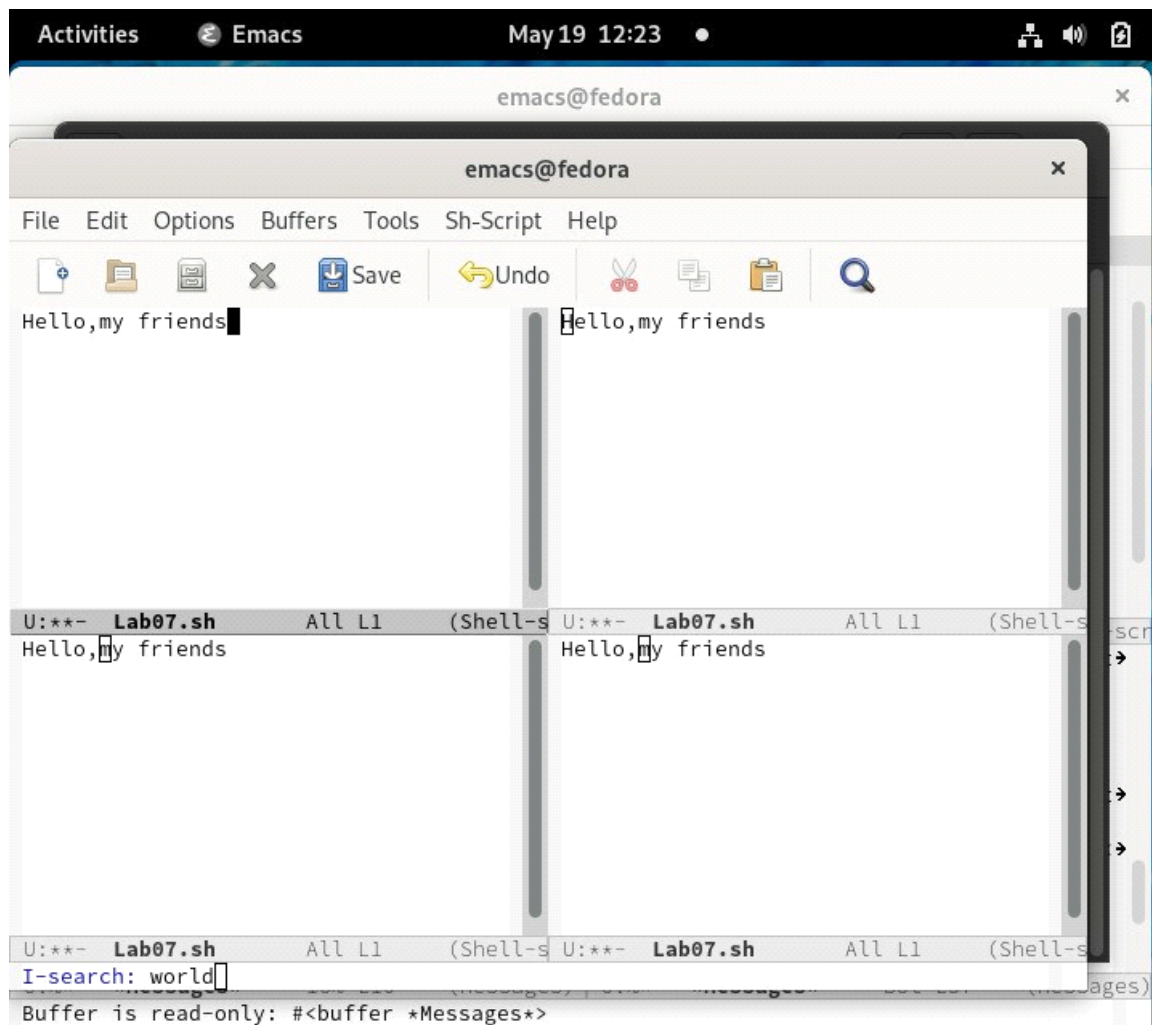 Activities Emacs May 19 12:23
emacs@fedora
emacs@fedora
File Edit Options Buffers Tools Sh-Script Help
Save Undo
Hello,my friends
Hello,my friends
U:**- Lab07.sh All L1 (Shell-s
U:**- Lab07.sh All L1 (Shell-s
-scr
Hello,my friends
Hello,my friends
U:**- Lab07.sh All L1 (Shell-s
U:**- Lab07.sh All L1 (Shell-s
I-search: world
ages)
Buffer is read-only: #<buffer *Messages*>